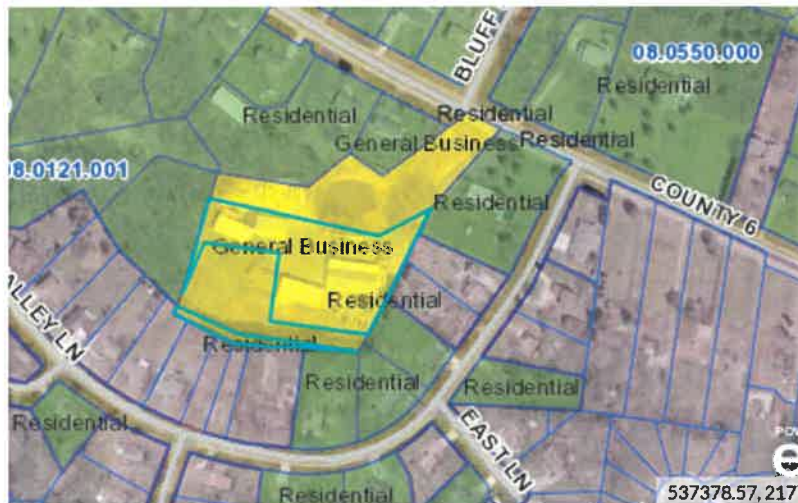 BLUFF
08.0550.000
Residential
Residential
Residential
General Business
Residential
8.0121.001
COUNTY 6
Residential
General Business
Residential
ALLEY LN
Residential
Residential
Residential
Residential
EAST LN
Residential
537378.57, 217